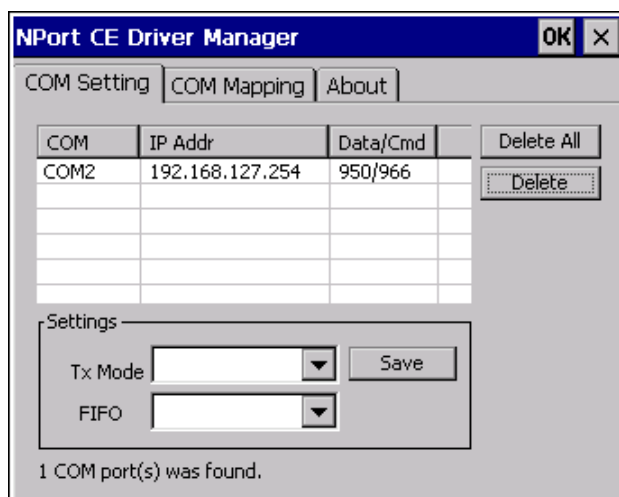 NPort CE Driver Manager OK ×
COM Setting COM Mapping About
COM IP Addr Data/Cmd Delete All
COM2 192.168.127.254 950/966
Delete
Settings
Tx Mode Save
FIFO
1 COM port(s) was found.